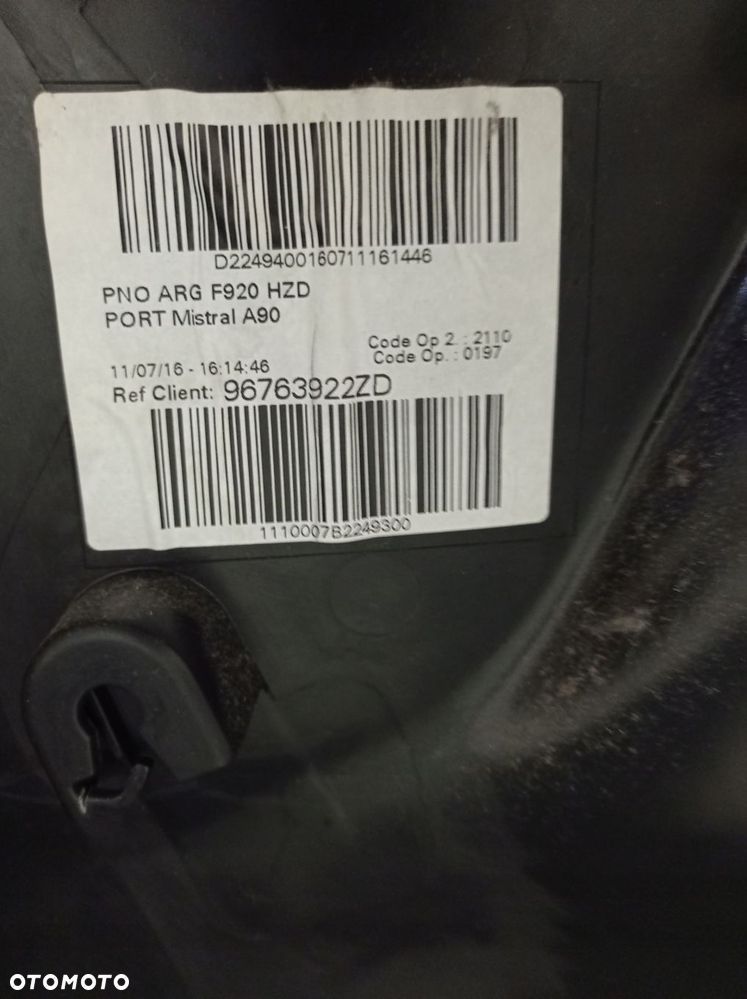 D2249400160711161446
PNO ARG F920 HZD
PORT Mistral A90
Code Op 2. : 2110
Code Op. : 0197
11/07/16 - 16:14:46
Ref Client: 96763922ZD
1110007B2249300
OTOMOTO